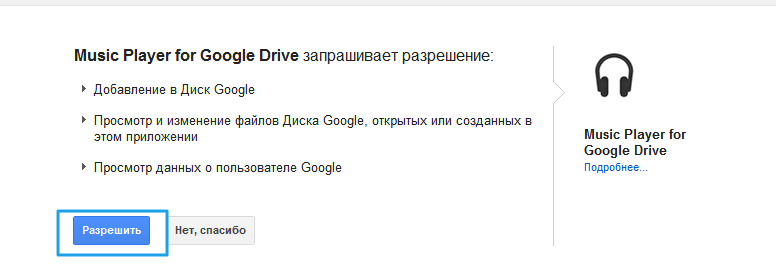 Music Player for Google Drive запрашивает разрешение:
Добавление в Диск Google
Просмотр и изменение файлов Диска Google, открытых или созданных в
этом приложении
Просмотр данных о пользователе Google
Разрешить
Нет, спасибо
Music Player for
Google Drive
Подробнее...